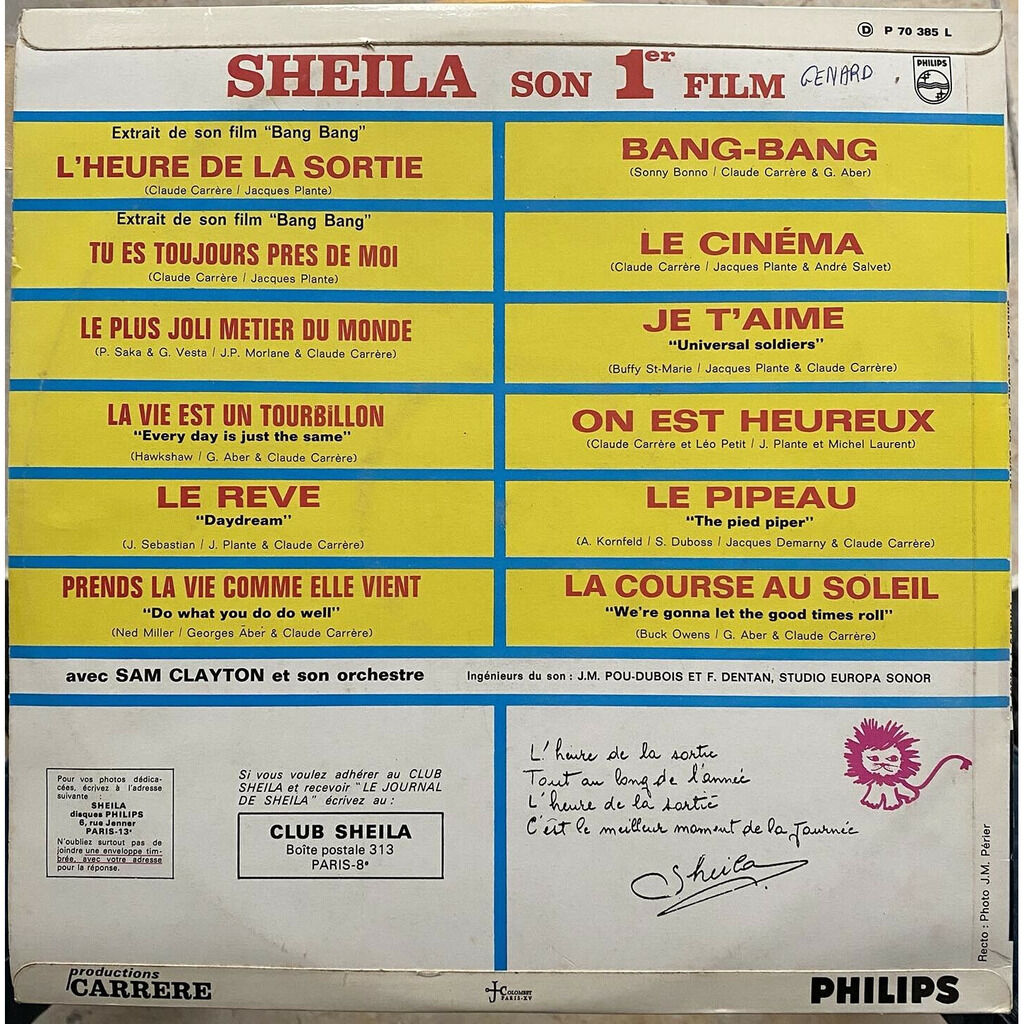 Ⓓ P 70 385 L
SHEILA SON 1er FILM
GENARD
PHILIPS
Extrait de son film "Bang Bang"
L'HEURE DE LA SORTIE
(Claude Carrère / Jacques Plante)
Extrait de son film "Bang Bang"
TU ES TOUJOURS PRES DE MOI
(Claude Carrère / Jacques Plante)
LE PLUS JOLI METIER DU MONDE
(P. Saka & G. Vesta / J.P. Morlane & Claude Carrère)
LA VIE EST UN TOURBILLON
"Every day is just the same"
(Hawkshaw / G. Aber & Claude Carrère)
LE REVE
"Daydream"
(J. Sebastian / J. Plante & Claude Carrère)
PRENDS LA VIE COMME ELLE VIENT
"Do what you do do well"
(Ned Miller / Georges Aber & Claude Carrère)
BANG-BANG
(Sonny Bonno / Claude Carrère & G. Aber)
LE CINÉMA
(Claude Carrère / Jacques Plante & André Salvet)
JE T'AIME
"Universal soldiers"
(Buffy St-Marie / Jacques Plante & Claude Carrère)
ON EST HEUREUX
(Claude Carrère et Léo Petit / J. Plante et Michel Laurent)
LE PIPEAU
"The pied piper"
(A. Kornfeld / S. Duboss / Jacques Demarny & Claude Carrère)
LA COURSE AU SOLEIL
"We're gonna let the good times roll"
(Buck Owens / G. Aber & Claude Carrère)
avec SAM CLAYTON et son orchestre
Ingénieurs du son : J.M. POU-DUBOIS ET F. DENTAN, STUDIO EUROPA SONOR
Pour vos photos dédica-
cées, écrivez à l'adresse
suivante :
SHEILA
disques PHILIPS
6, rue Jenner
PARIS-13e
N'oubliez surtout pas de
joindre une enveloppe tim-
brée, avec votre adresse
pour la réponse.
Si vous voulez adhérer au CLUB
SHEILA et recevoir "LE JOURNAL
DE SHEILA" écrivez au :
CLUB SHEILA
Boîte postale 313
PARIS-8e
L'heure de la sortie
Tout au long de l'année
L'heure de la sortie
C'est le meilleur moment de la journée
Sheila
Recto : Photo J.M. Périer
productions
CARRERE
J. COLOMBET
PARIS-XV
PHILIPS